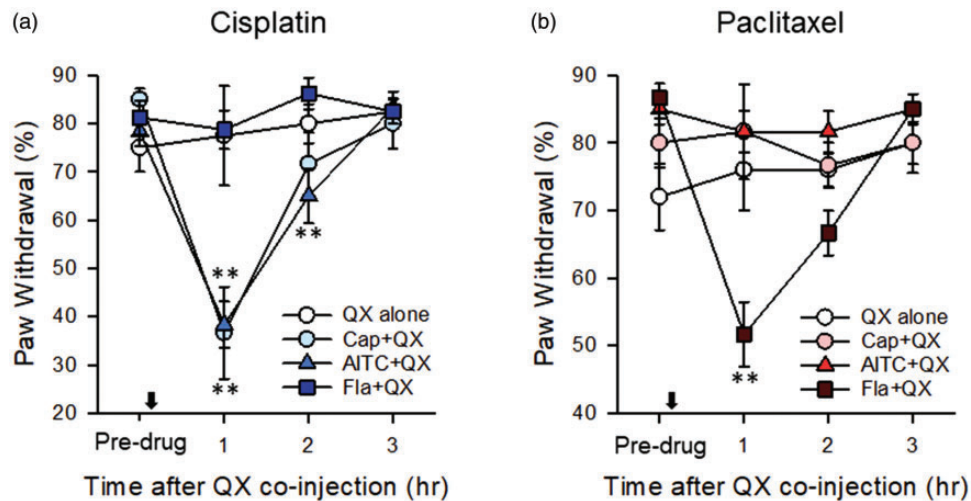 (a)
Cisplatin
Paw Withdrawal (%)
90
80
70
60
50
40
30
20
**
**
**
QX alone
Cap+QX
AITC+QX
Fla+QX
Pre-drug 1 2 3
Time after QX co-injection (hr)
(b)
Paclitaxel
Paw Withdrawal (%)
90
80
70
60
50
40
**
QX alone
Cap+QX
AITC+QX
Fla+QX
Pre-drug 1 2 3
Time after QX co-injection (hr)